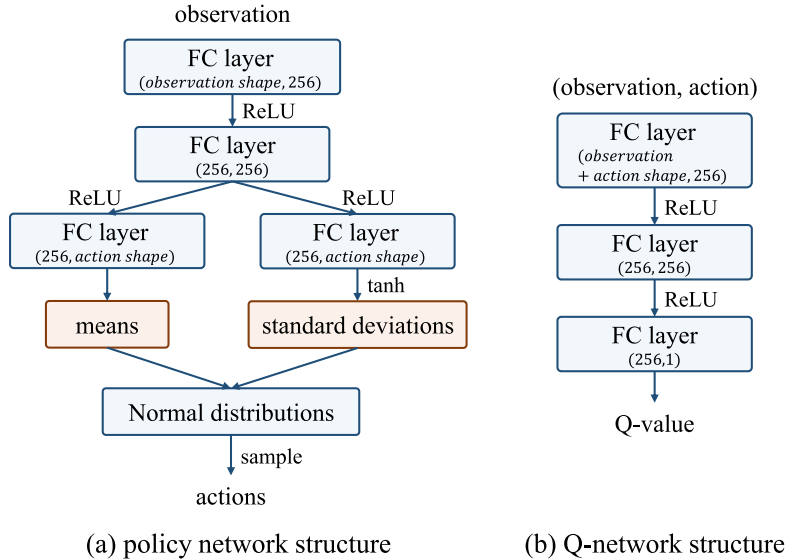 observation
FC layer
(observation shape, 256)
ReLU
FC layer
(256, 256)
ReLU
ReLU
FC layer
(256, action shape)
FC layer
(256, action shape)
tanh
means
standard deviations
Normal distributions
sample
actions
(a) policy network structure
(observation, action)
FC layer
(observation
+ action shape, 256)
ReLU
FC layer
(256, 256)
ReLU
FC layer
(256,1)
Q-value
(b) Q-network structure